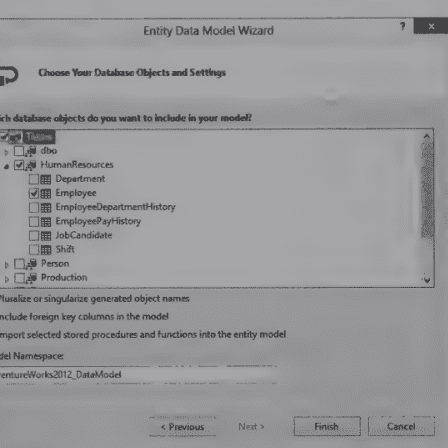 Entity Data Model Wizard
? x
Choose Your Database Objects and Settings
ch database objects do you want to include in your model?
Tables
dbo
HumanResources
Department
Employee
EmployeeDepartmentHistory
EmployeePayHistory
JobCandidate
Shift
Person
Production
Pluralize or singularize generated object names
nclude foreign key columns in the model
mport selected stored procedures and functions into the entity model
del Namespace:
entureWorks2012_DataModel
< Previous Next > Finish Cancel